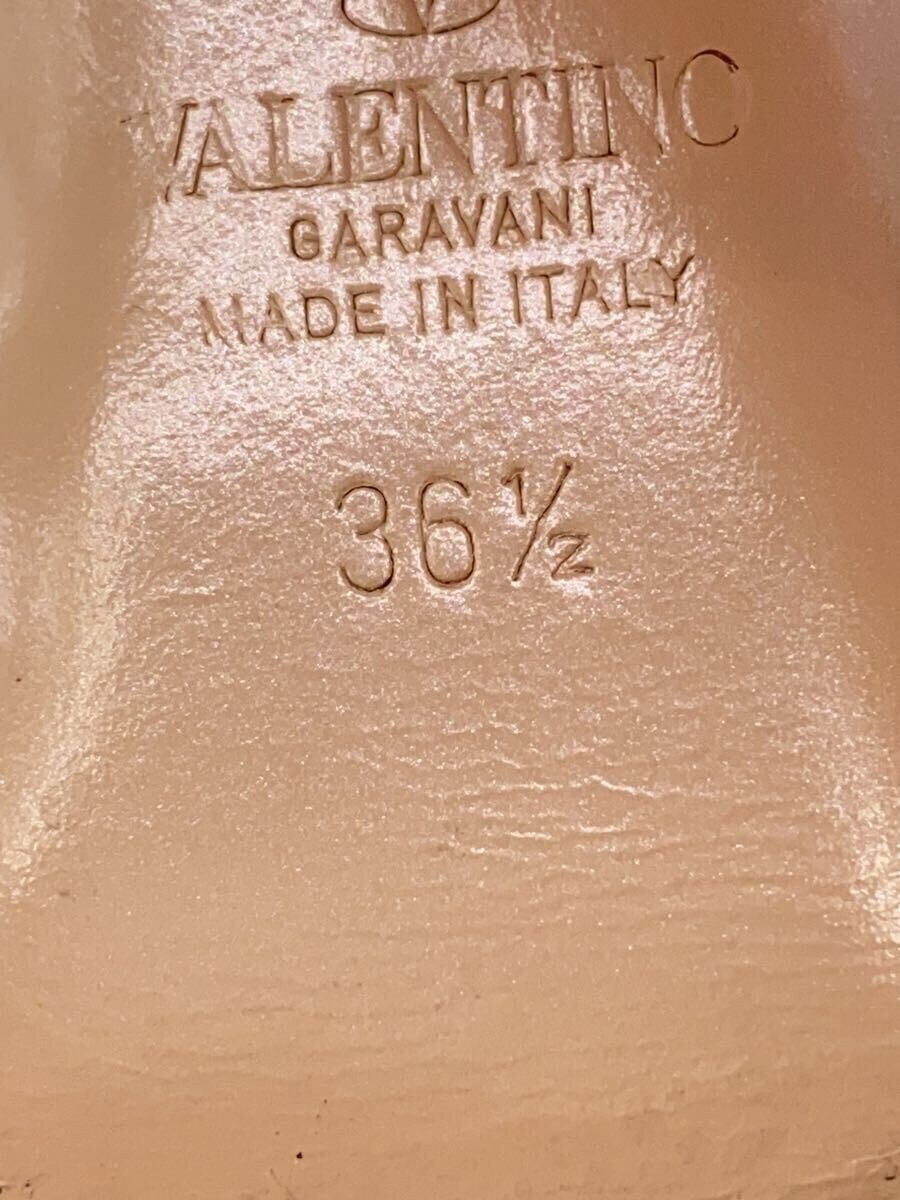 VALENTINO
GARAVANI
MADE IN ITALY
36½